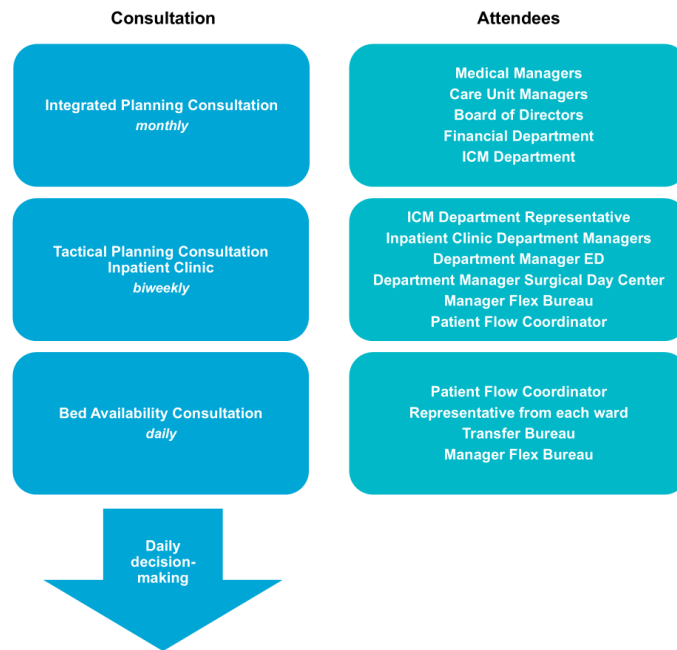 Consultation
Attendees
Integrated Planning Consultation
monthly
Medical Managers
Care Unit Managers
Board of Directors
Financial Department
ICM Department
Tactical Planning Consultation
Inpatient Clinic
biweekly
ICM Department Representative
Inpatient Clinic Department Managers
Department Manager ED
Department Manager Surgical Day Center
Manager Flex Bureau
Patient Flow Coordinator
Bed Availability Consultation
daily
Patient Flow Coordinator
Representative from each ward
Transfer Bureau
Manager Flex Bureau
Daily
decision-
making